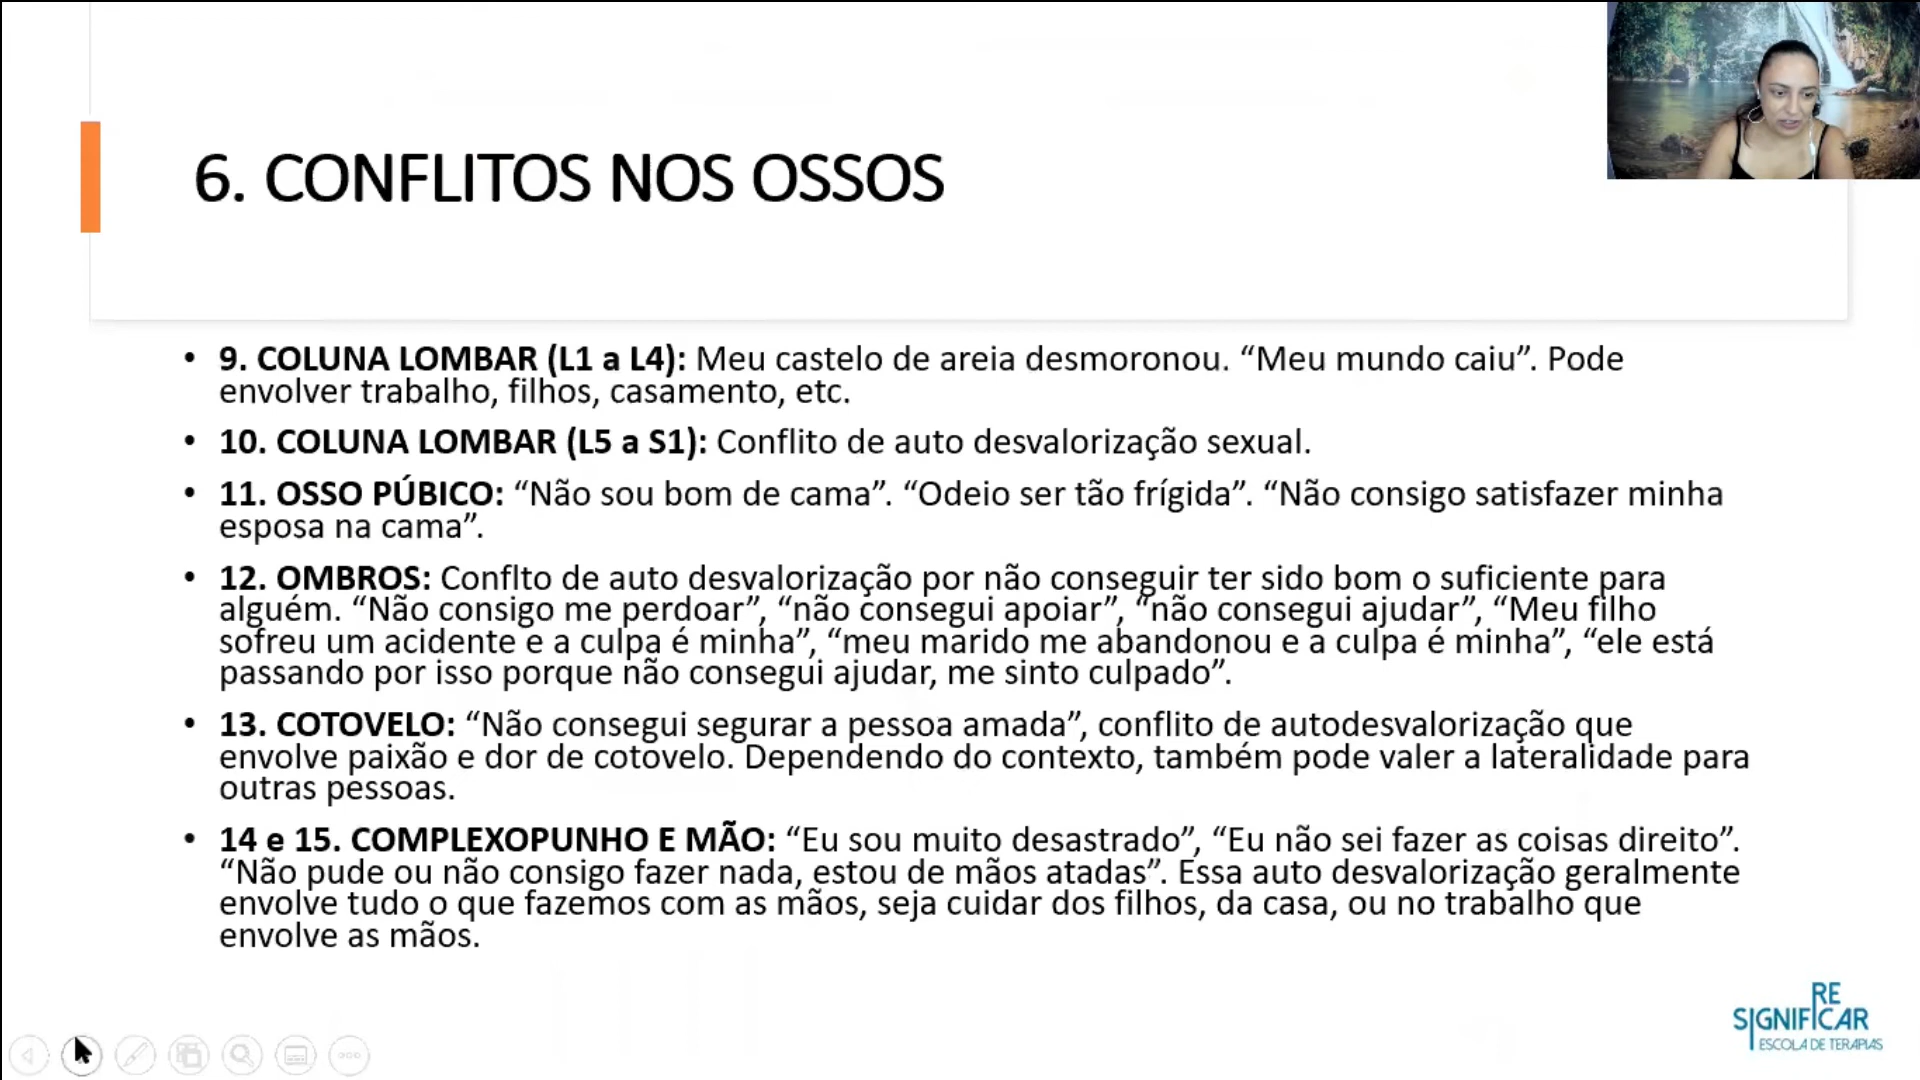 6. CONFLITOS NOS OSSOS
• 9. COLUNA LOMBAR (L1 a L4): Meu castelo de areia desmoronou. “Meu mundo caiu”. Pode
envolver trabalho, filhos, casamento, etc.
• 10. COLUNA LOMBAR (L5 a S1): Conflito de auto desvalorização sexual.
• 11. OSSO PÚBICO: “Não sou bom de cama”. “Odeio ser tão frígida”. “Não consigo satisfazer minha
esposa na cama”.
• 12. OMBROS: Conflto de auto desvalorização por não conseguir ter sido bom o suficiente para
alguém. “Não consigo me perdoar”, “não consegui apoiar”, “não consegui ajudar”, “Meu filho
sofreu um acidente e a culpa é minha”, “meu marido me abandonou e a culpa é minha”, “ele está
passando por isso porque não consegui ajudar, me sinto culpado”.
• 13. COTOVELO: “Não consegui segurar a pessoa amada”, conflito de autodesvalorização que
envolve paixão e dor de cotovelo. Dependendo do contexto, também pode valer a lateralidade para
outras pessoas.
• 14 e 15. COMPLEXOPUNHO E MÃO: “Eu sou muito desastrado”, “Eu não sei fazer as coisas direito”.
“Não pude ou não consigo fazer nada, estou de mãos atadas”. Essa auto desvalorização geralmente
envolve tudo o que fazemos com as mãos, seja cuidar dos filhos, da casa, ou no trabalho que
envolve as mãos.
RE
SIGNIFICAR
ESCOLA DE TERAPIAS